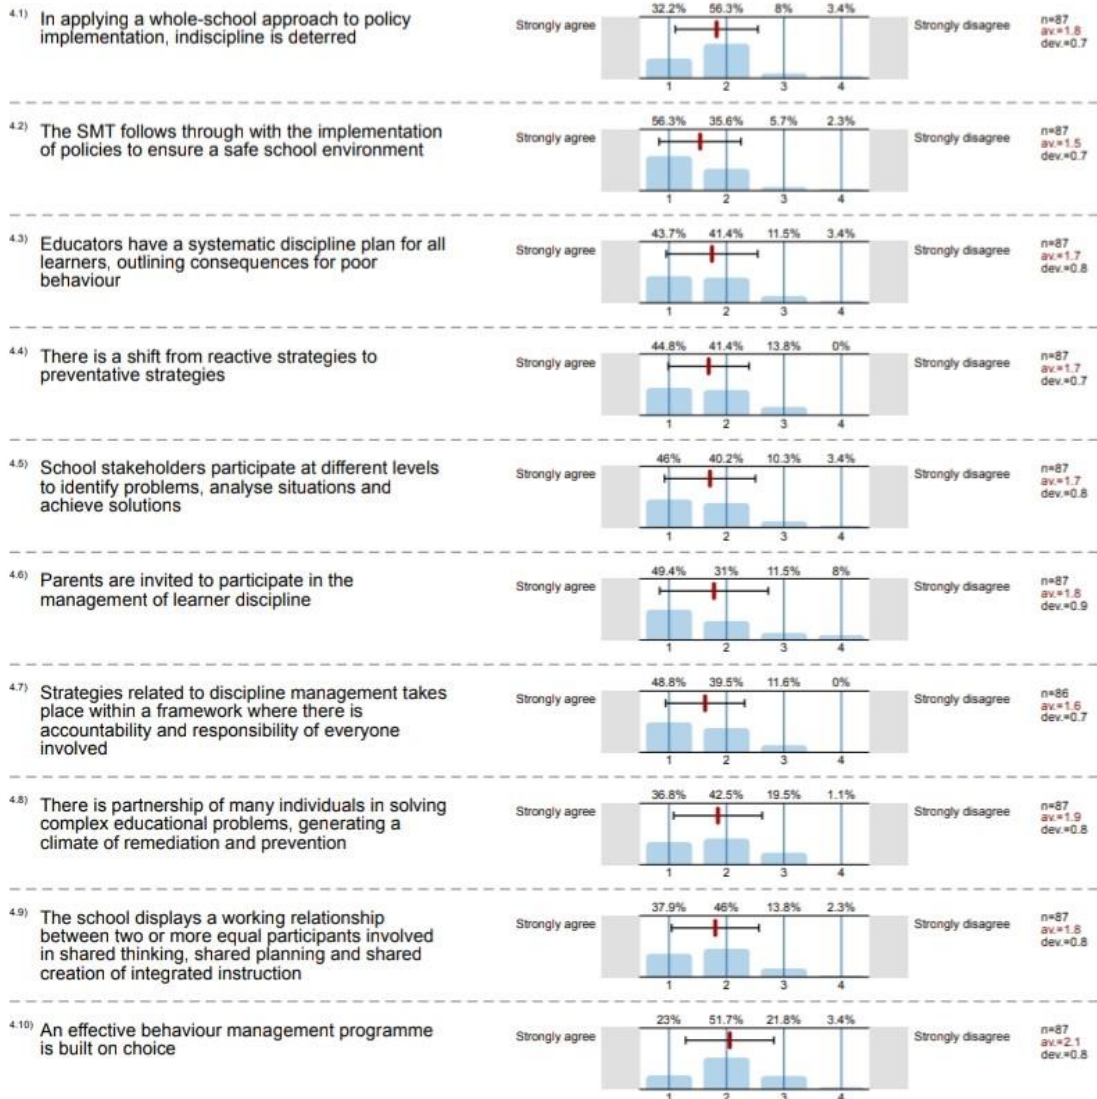 32.2% 56.3% 8% 3.4%
4.1) In applying a whole-school approach to policy
implementation, indiscipline is deterred
Strongly agree
Strongly disagree
n=87
av.=1.8
dev.=0.7
1 2 3 4
56.3% 35.6% 5.7% 2.3%
4.2) The SMT follows through with the implementation
of policies to ensure a safe school environment
Strongly agree
Strongly disagree
n=87
av.=1.5
dev.=0.7
1 2 3 4
43.7% 41.4% 11.5% 3.4%
4.3) Educators have a systematic discipline plan for all
learners, outlining consequences for poor
behaviour
Strongly agree
Strongly disagree
n=87
av.=1.7
dev.=0.8
1 2 3 4
44.8% 41.4% 13.8% 0%
4.4) There is a shift from reactive strategies to
preventative strategies
Strongly agree
Strongly disagree
n=87
av.=1.7
dev.=0.7
1 2 3 4
46% 40.2% 10.3% 3.4%
4.5) School stakeholders participate at different levels
to identify problems, analyse situations and
achieve solutions
Strongly agree
Strongly disagree
n=87
av.=1.7
dev.=0.8
1 2 3 4
49.4% 31% 11.5% 8%
4.6) Parents are invited to participate in the
management of learner discipline
Strongly agree
Strongly disagree
n=87
av.=1.8
dev.=0.9
1 2 3 4
48.8% 39.5% 11.6% 0%
4.7) Strategies related to discipline management takes
place within a framework where there is
accountability and responsibility of everyone
involved
Strongly agree
Strongly disagree
n=86
av.=1.6
dev.=0.7
1 2 3 4
36.8% 42.5% 19.5% 1.1%
4.8) There is partnership of many individuals in solving
complex educational problems, generating a
climate of remediation and prevention
Strongly agree
Strongly disagree
n=87
av.=1.9
dev.=0.8
1 2 3 4
37.9% 46% 13.8% 2.3%
4.9) The school displays a working relationship
between two or more equal participants involved
in shared thinking, shared planning and shared
creation of integrated instruction
Strongly agree
Strongly disagree
n=87
av.=1.8
dev.=0.8
1 2 3 4
23% 51.7% 21.8% 3.4%
4.10) An effective behaviour management programme
is built on choice
Strongly agree
Strongly disagree
n=87
av.=2.1
dev.=0.8
1 2 3 4